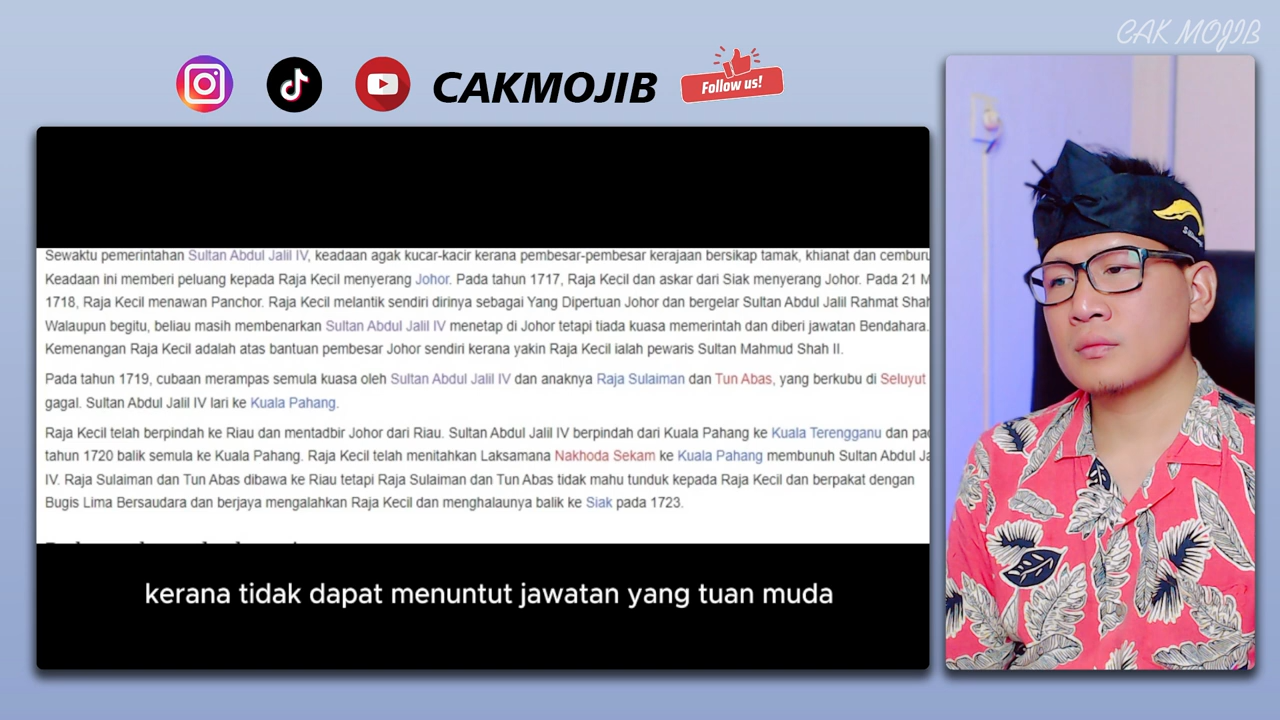 CAK MOJIB
CAKMOJIB
Follow us!
Sewaktu pemerintahan Sultan Abdul Jalil IV, keadaan agak kucar-kacir kerana pembesar-pembesar kerajaan bersikap tamak, khianat dan cemburu
Keadaan ini memberi peluang kepada Raja Kecil menyerang Johor. Pada tahun 1717, Raja Kecil dan askar dari Siak menyerang Johor. Pada 21 M
1718, Raja Kecil menawan Panchor. Raja Kecil melantik sendiri dirinya sebagai Yang Dipertuan Johor dan bergelar Sultan Abdul Jalil Rahmat Shah
Walaupun begitu, beliau masih membenarkan Sultan Abdul Jalil IV menetap di Johor tetapi tiada kuasa memerintah dan diberi jawatan Bendahara.
Kemenangan Raja Kecil adalah atas bantuan pembesar Johor sendiri kerana yakin Raja Kecil ialah pewaris Sultan Mahmud Shah II.
Pada tahun 1719, cubaan merampas semula kuasa oleh Sultan Abdul Jalil IV dan anaknya Raja Sulaiman dan Tun Abas, yang berkubu di Seluyut
gagal. Sultan Abdul Jalil IV lari ke Kuala Pahang.
Raja Kecil telah berpindah ke Riau dan mentadbir Johor dari Riau. Sultan Abdul Jalil IV berpindah dari Kuala Pahang ke Kuala Terengganu dan pad
tahun 1720 balik semula ke Kuala Pahang. Raja Kecil telah menitahkan Laksamana Nakhoda Sekam ke Kuala Pahang membunuh Sultan Abdul Ja
IV. Raja Sulaiman dan Tun Abas dibawa ke Riau tetapi Raja Sulaiman dan Tun Abas tidak mahu tunduk kepada Raja Kecil dan berpakat dengan
Bugis Lima Bersaudara dan berjaya mengalahkan Raja Kecil dan menghalaunya balik ke Siak pada 1723.
kerana tidak dapat menuntut jawatan yang tuan muda